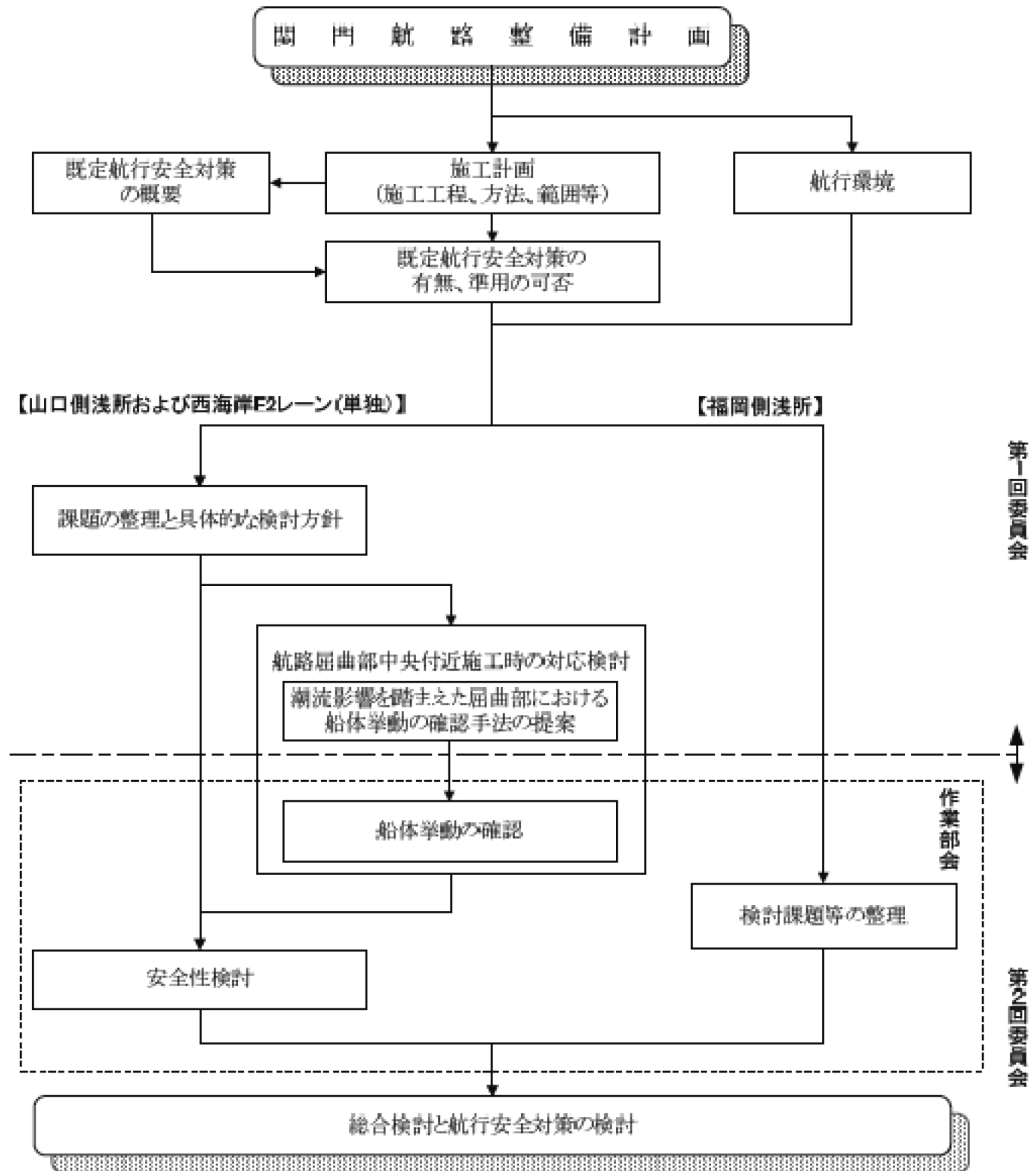 関門航路整備計画
既定航行安全対策
の概要
施工計画
(施工工程、方法、範囲等)
航行環境
既定航行安全対策の
有無、準用の可否
【山口側浅所および西海岸E2レーン(単独)】
【福岡側浅所】
第1回委員会
課題の整理と具体的な検討方針
航路屈曲部中央付近施工時の対応検討
潮流影響を踏まえた屈曲部における
船体挙動の確認手法の提案
作業部会
船体挙動の確認
検討課題等の整理
安全性検討
第2回委員会
総合検討と航行安全対策の検討